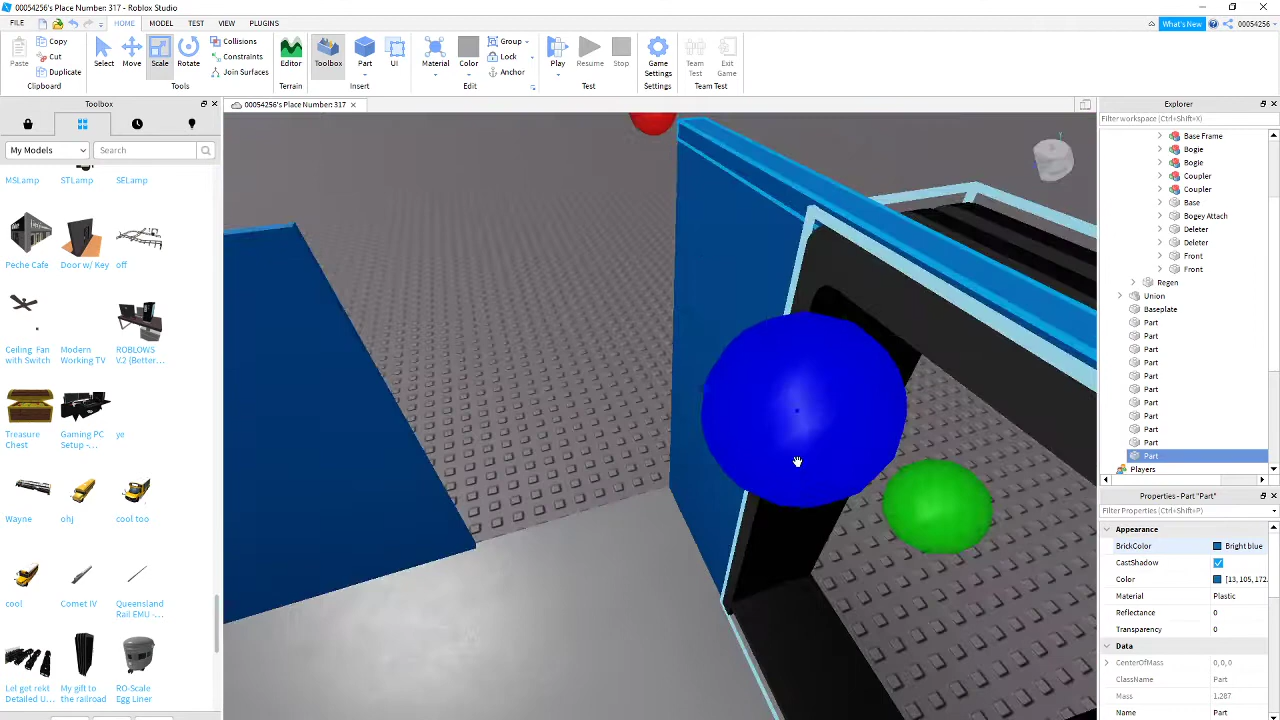 00054256's Place Number: 317 - Roblox Studio
FILE HOME MODEL TEST VIEW PLUGINS What's New 00054256
Paste Copy Cut Duplicate Clipboard
Select Move Scale Rotate Collisions Constraints Join Surfaces Tools
Editor Terrain
Toolbox Part UI Insert
Material Color Group Lock Anchor Edit
Play Resume Stop Test
Game Settings Settings
Team Test Exit Game Team Test
Toolbox
My Models Search
MSLamp STLamp SELamp
Peche Cafe Door w/ Key off
Ceiling Fan with Switch Modern Working TV ROBLOWS V.2 (Better...
Treasure Chest Gaming PC Setup -... ye
Wayne ohj cool too
cool Comet IV Queensland Rail EMU -...
Lel get rekt Detailed U... My gift to the railroad RO-Scale Egg Liner
00054256's Place Number: 317
Explorer
Filter workspace (Ctrl+Shift+X)
Base Frame
Bogie
Bogie
Coupler
Coupler
Base
Bogey Attach
Deleter
Deleter
Front
Front
Regen
Union
Baseplate
Part
Part
Part
Part
Part
Part
Part
Part
Part
Part
Part
Players
Properties - Part "Part"
Filter Properties (Ctrl+Shift+P)
Appearance
BrickColor Bright blue
CastShadow
Color [13, 105, 172.
Material Plastic
Reflectance 0
Transparency 0
Data
CenterOfMass 0,0,0
ClassName Part
Mass 1.287
Name Part